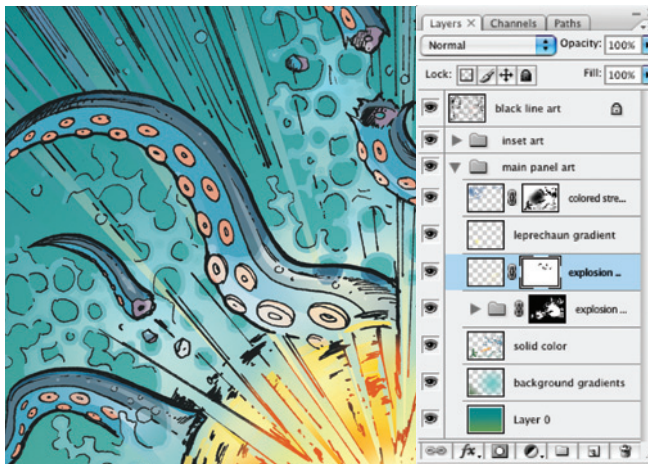 Layers × Channels Paths
Normal Opacity: 100%
Lock: Fill: 100%
black line art
inset art
main panel art
colored stre...
leprechaun gradient
explosion ...
explosion ...
solid color
background gradients
Layer 0
fx.